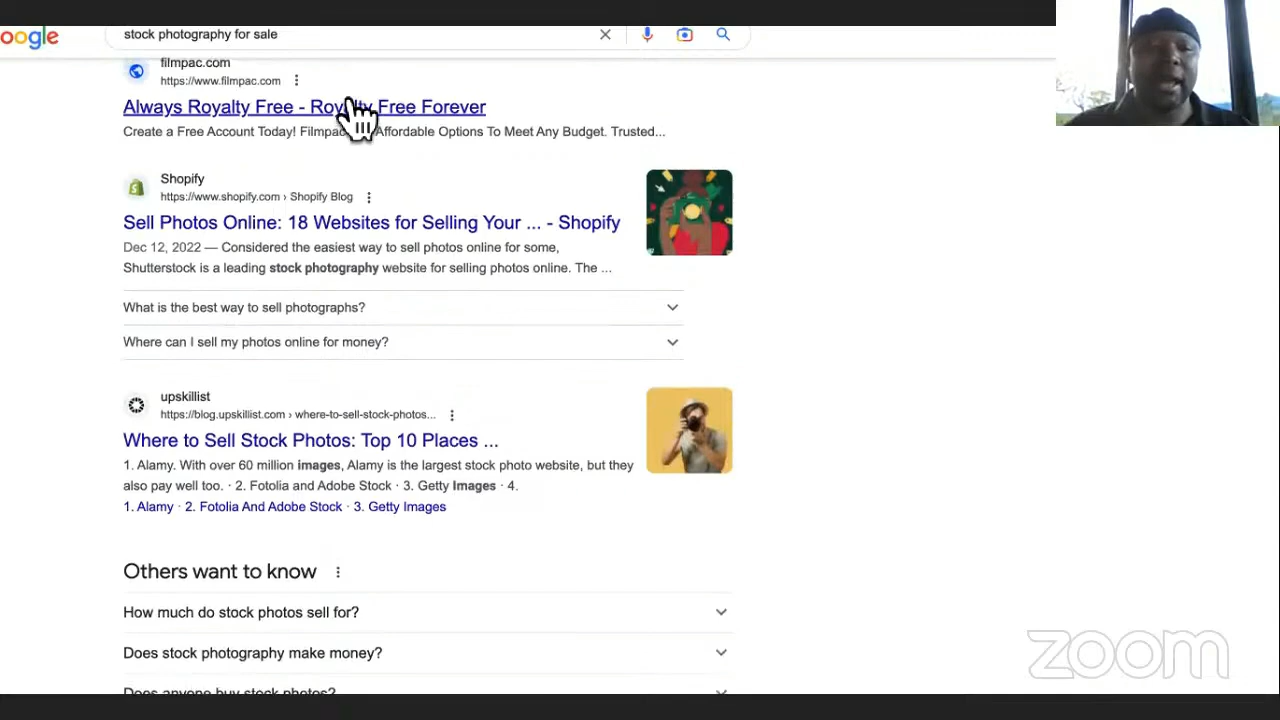 oogle
stock photography for sale
filmpac.com
https://www.filmpac.com
Always Royalty Free - Royalty Free Forever
Create a Free Account Today! Filmpac Affordable Options To Meet Any Budget. Trusted...
Shopify
https://www.shopify.com › Shopify Blog
Sell Photos Online: 18 Websites for Selling Your ... - Shopify
Dec 12, 2022 — Considered the easiest way to sell photos online for some,
Shutterstock is a leading stock photography website for selling photos online. The ...
What is the best way to sell photographs?
Where can I sell my photos online for money?
upskillist
https://blog.upskillist.com › where-to-sell-stock-photos...
Where to Sell Stock Photos: Top 10 Places ...
1. Alamy. With over 60 million images, Alamy is the largest stock photo website, but they
also pay well too. · 2. Fotolia and Adobe Stock · 3. Getty Images · 4.
1. Alamy · 2. Fotolia And Adobe Stock · 3. Getty Images
Others want to know
How much do stock photos sell for?
Does stock photography make money?
Does anyone buy stock photos?
zoom